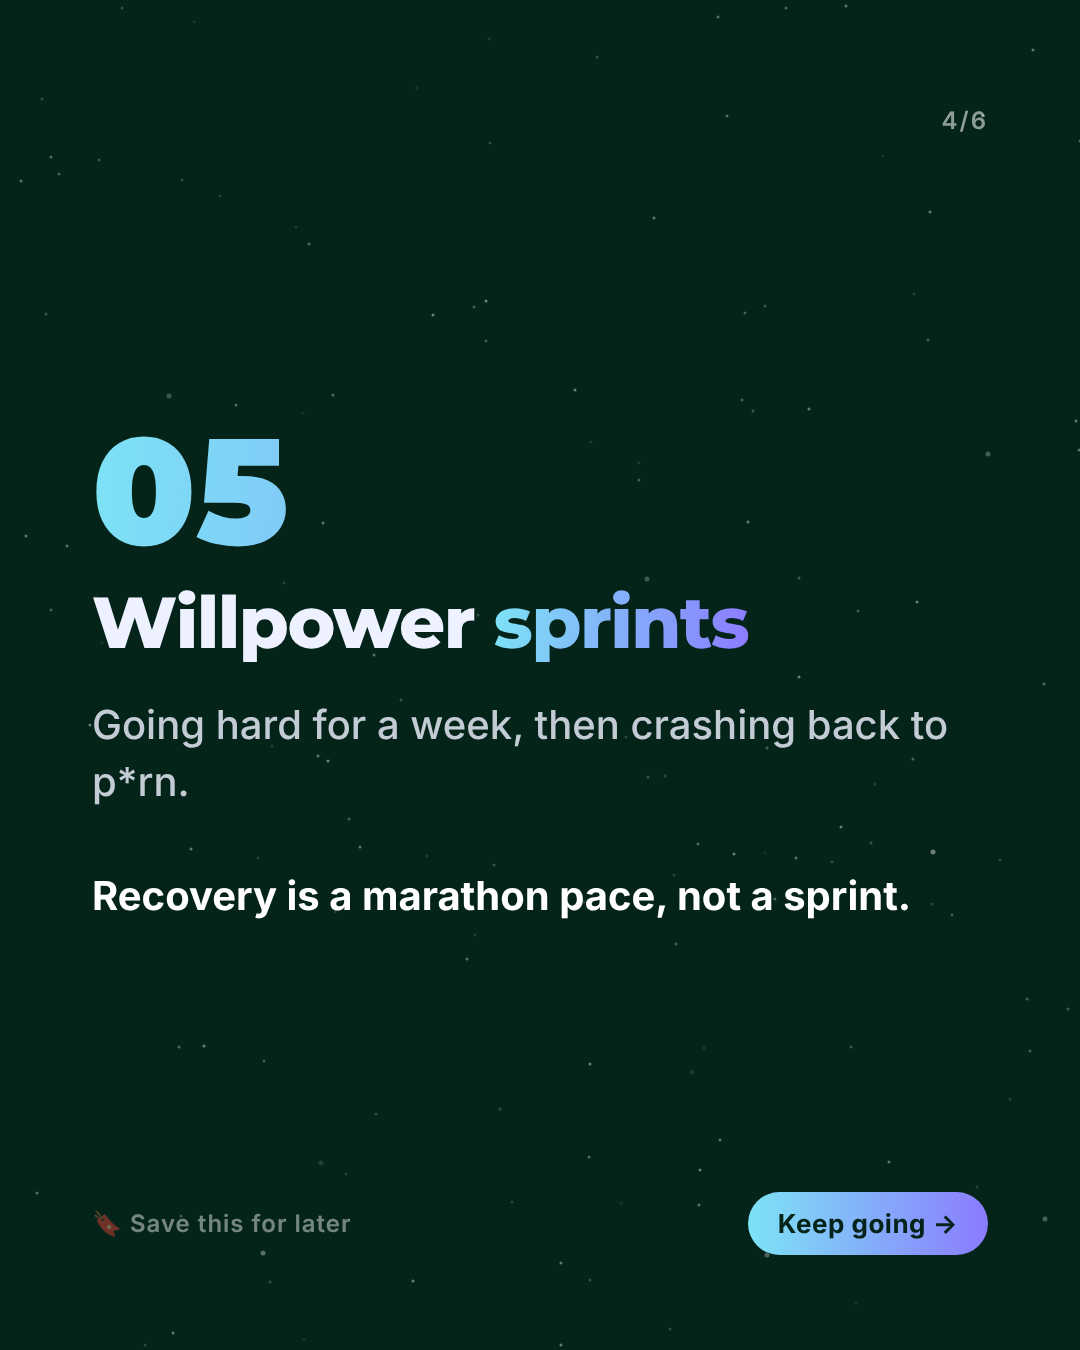 4/6
05
Willpower sprints
Going hard for a week, then crashing back to
p*rn.
Recovery is a marathon pace, not a sprint.
🔖 Save this for later
Keep going →